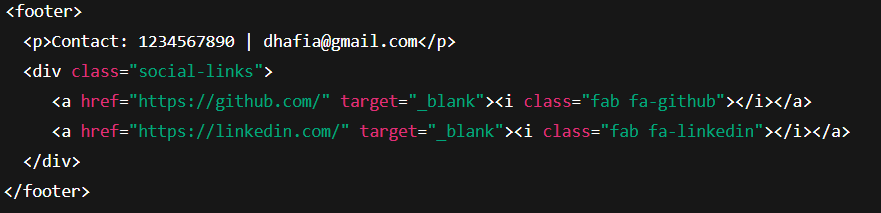 <footer>
<p>Contact: 1234567890 | dhafia@gmail.com</p>
<div class="social-links">
<a href="https://github.com/" target="_blank"><i class="fab fa-github"></i></a>
<a href="https://linkedin.com/" target="_blank"><i class="fab fa-linkedin"></i></a>
</div>
</footer>